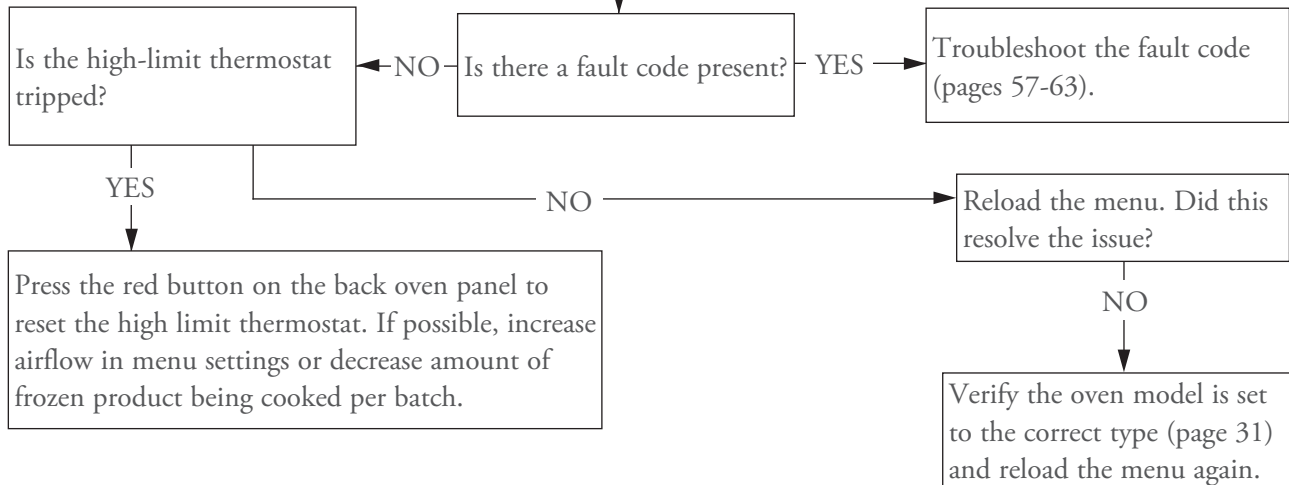 Is the high-limit thermostat
tripped?
NO
Is there a fault code present?
YES
Troubleshoot the fault code
(pages 57-63).
YES
NO
Reload the menu. Did this
resolve the issue?
Press the red button on the back oven panel to
reset the high limit thermostat. If possible, increase
airflow in menu settings or decrease amount of
frozen product being cooked per batch.
NO
Verify the oven model is set
to the correct type (page 31)
and reload the menu again.